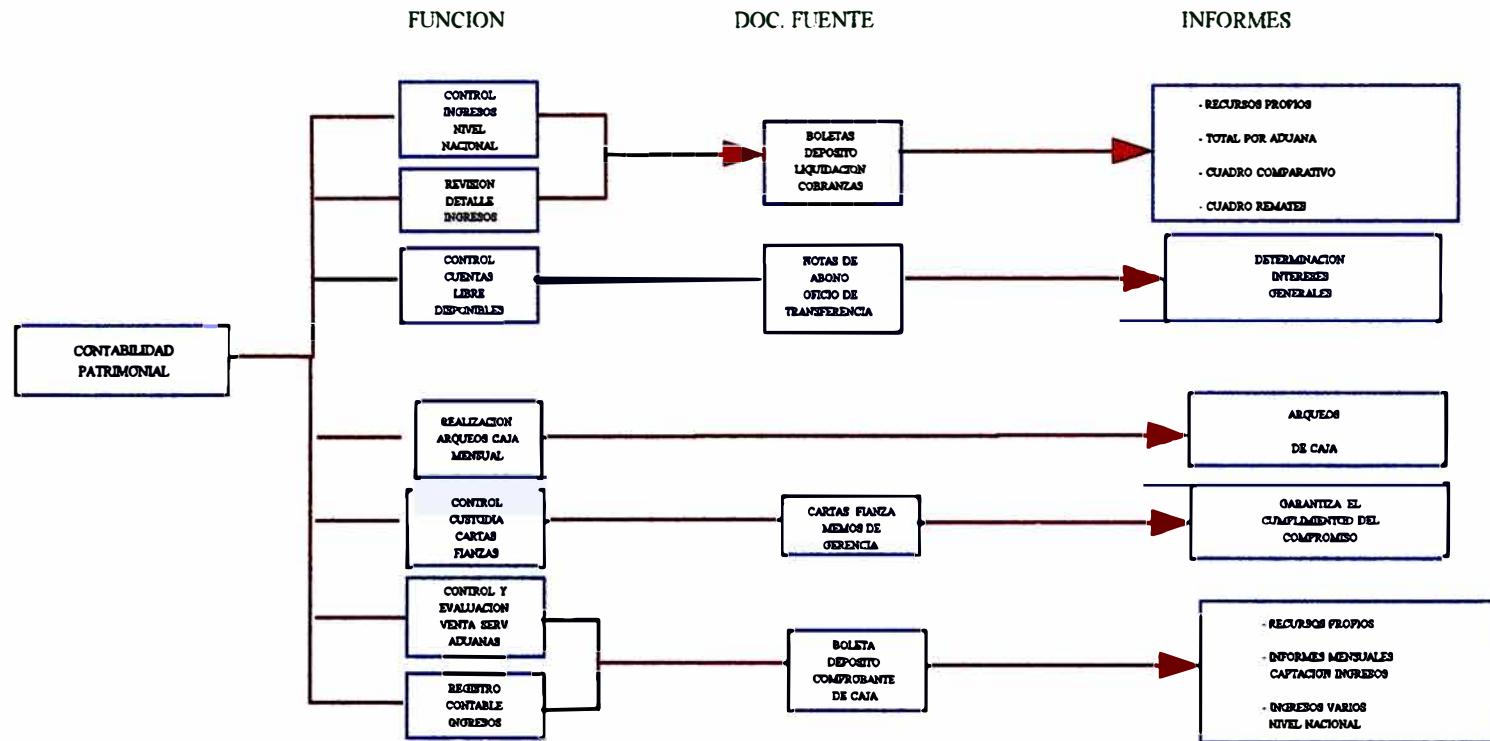 FUNCION
DOC. FUENTE
INFORMES
CONTROL
INGRESOS
NIVEL
NACIONAL
REVISION
DETALLE
INGRESOS
BOLETAS
DEPOSITO
LIQUIDACION
COBRANZAS
- RECURSOS PROPIOS
- TOTAL POR ADUANA
- CUADRO COMPARATIVO
- CUADRO REMATES
CONTROL
CUENTAS
LIBRE
DISPONIBLES
NOTAS DE
ABONO
OFICIO DE
TRANSFERENCIA
DETERMINACION
INTERESES
GENERALES
CONTABILIDAD
PATRIMONIAL
REALIZACION
ARQUEOS CAJA
MENSUAL
ARQUEOS
DE CAJA
CONTROL
CUSTODIA
CARTAS
FIANZAS
CARTAS FIANZA
MEMOS DE
GERENCIA
GARANTIZA EL
CUMPLIMIENTO DEL
COMPROMISO
CONTROL Y
EVALUACION
VENTA SERV
ADUANAS
REGISTRO
CONTABLE
INGRESOS
BOLETA
DEPOSITO
COMPROBANTE
DE CAJA
- RECURSOS PROPIOS
- INFORMES MENSUALES
CAPTACION INGRESOS
- INGRESOS VARIOS
NIVEL NACIONAL